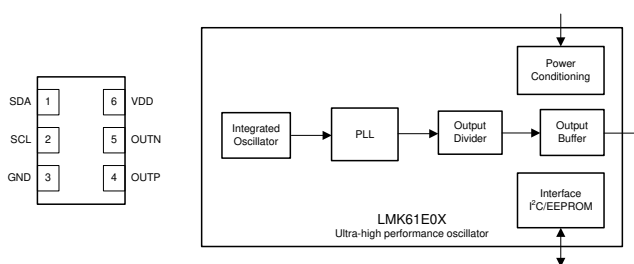 SDA 1 6 VDD
SCL 2 5 OUTN
GND 3 4 OUTP
Power
Conditioning
Integrated
Oscillator
PLL
Output
Divider
Output
Buffer
Interface
I²C/EEPROM
LMK61E0X
Ultra-high performance oscillator